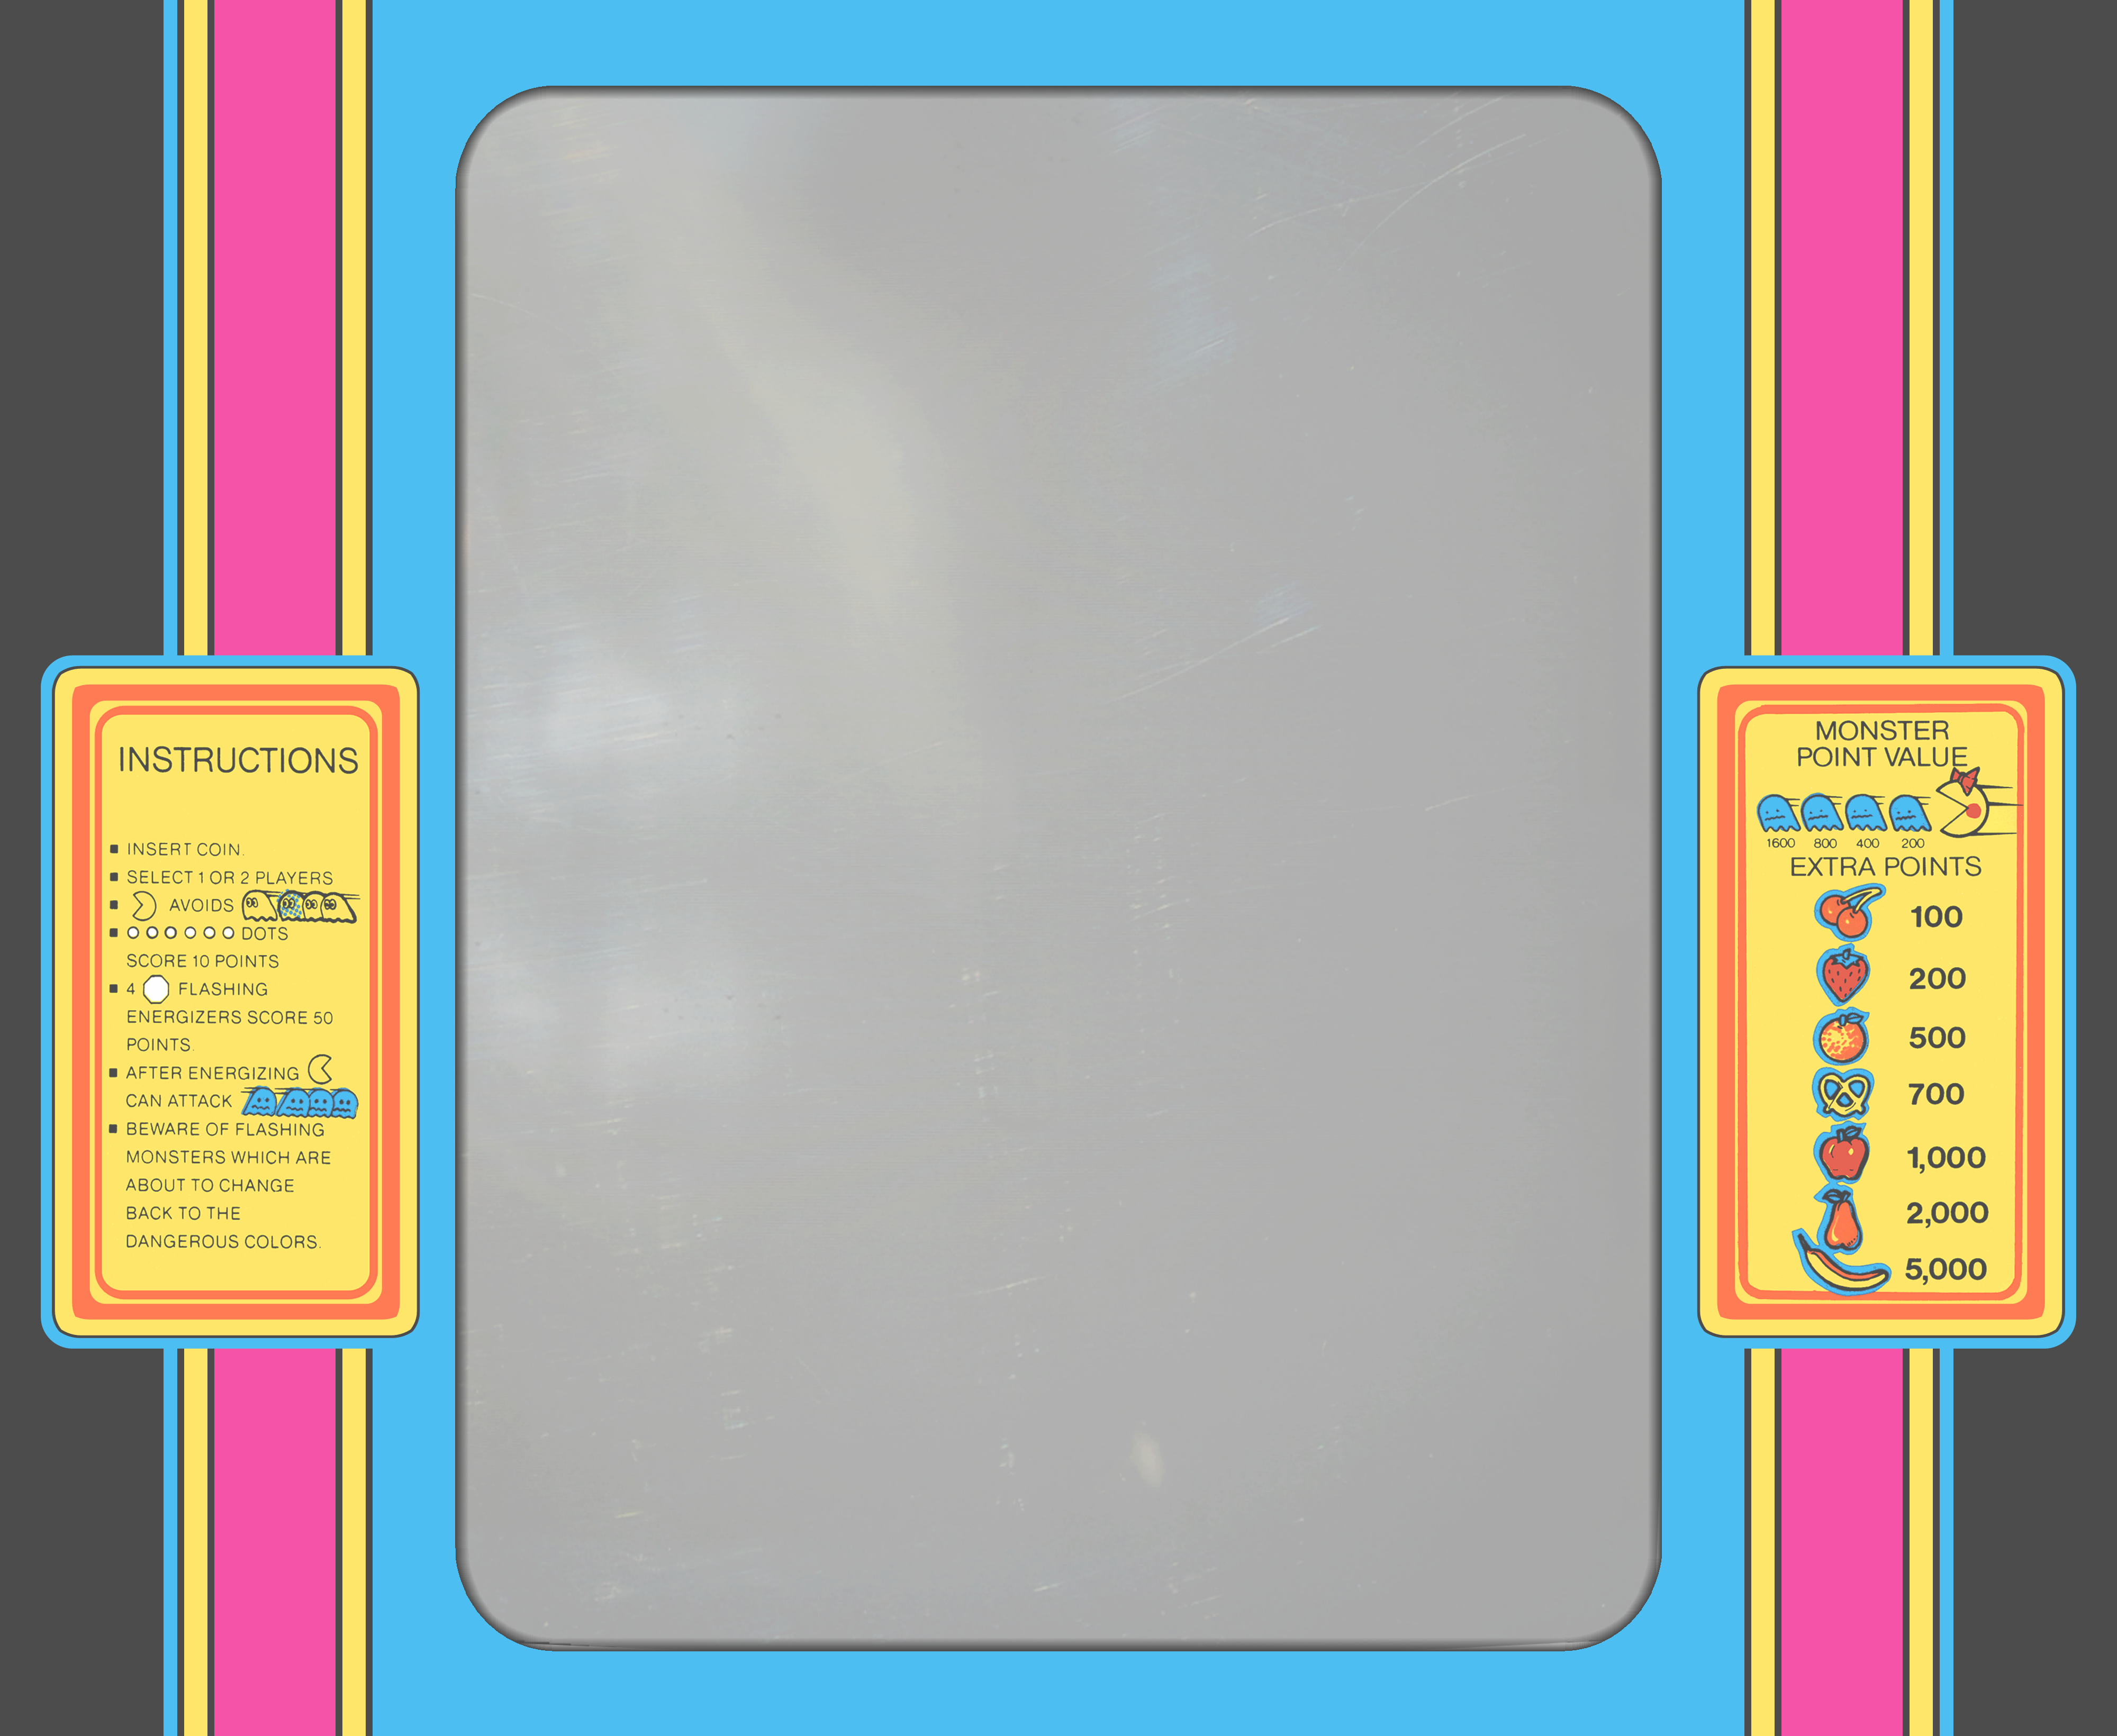 INSTRUCTIONS
INSERT COIN.
SELECT 1 OR 2 PLAYERS
AVOIDS
DOTS
SCORE 10 POINTS
4 FLASHING
ENERGIZERS SCORE 50
POINTS.
AFTER ENERGIZING
CAN ATTACK
BEWARE OF FLASHING
MONSTERS WHICH ARE
ABOUT TO CHANGE
BACK TO THE
DANGEROUS COLORS.
MONSTER
POINT VALUE
1600 800 400 200
EXTRA POINTS
100
200
500
700
1,000
2,000
5,000